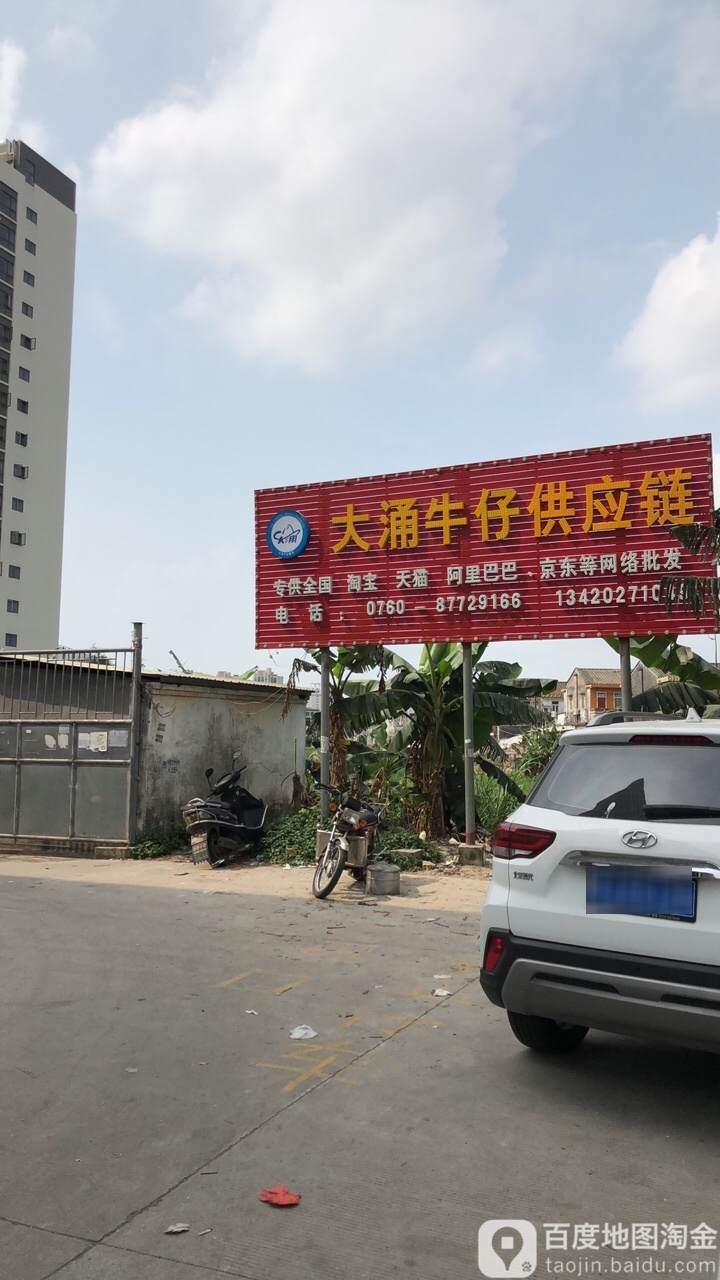 大涌牛仔供应链
专供全国 淘宝 天猫 阿里巴巴、京东等网络批发
电 话: 0760-87729166 134202710
百度地图淘金
taojin.baidu.com